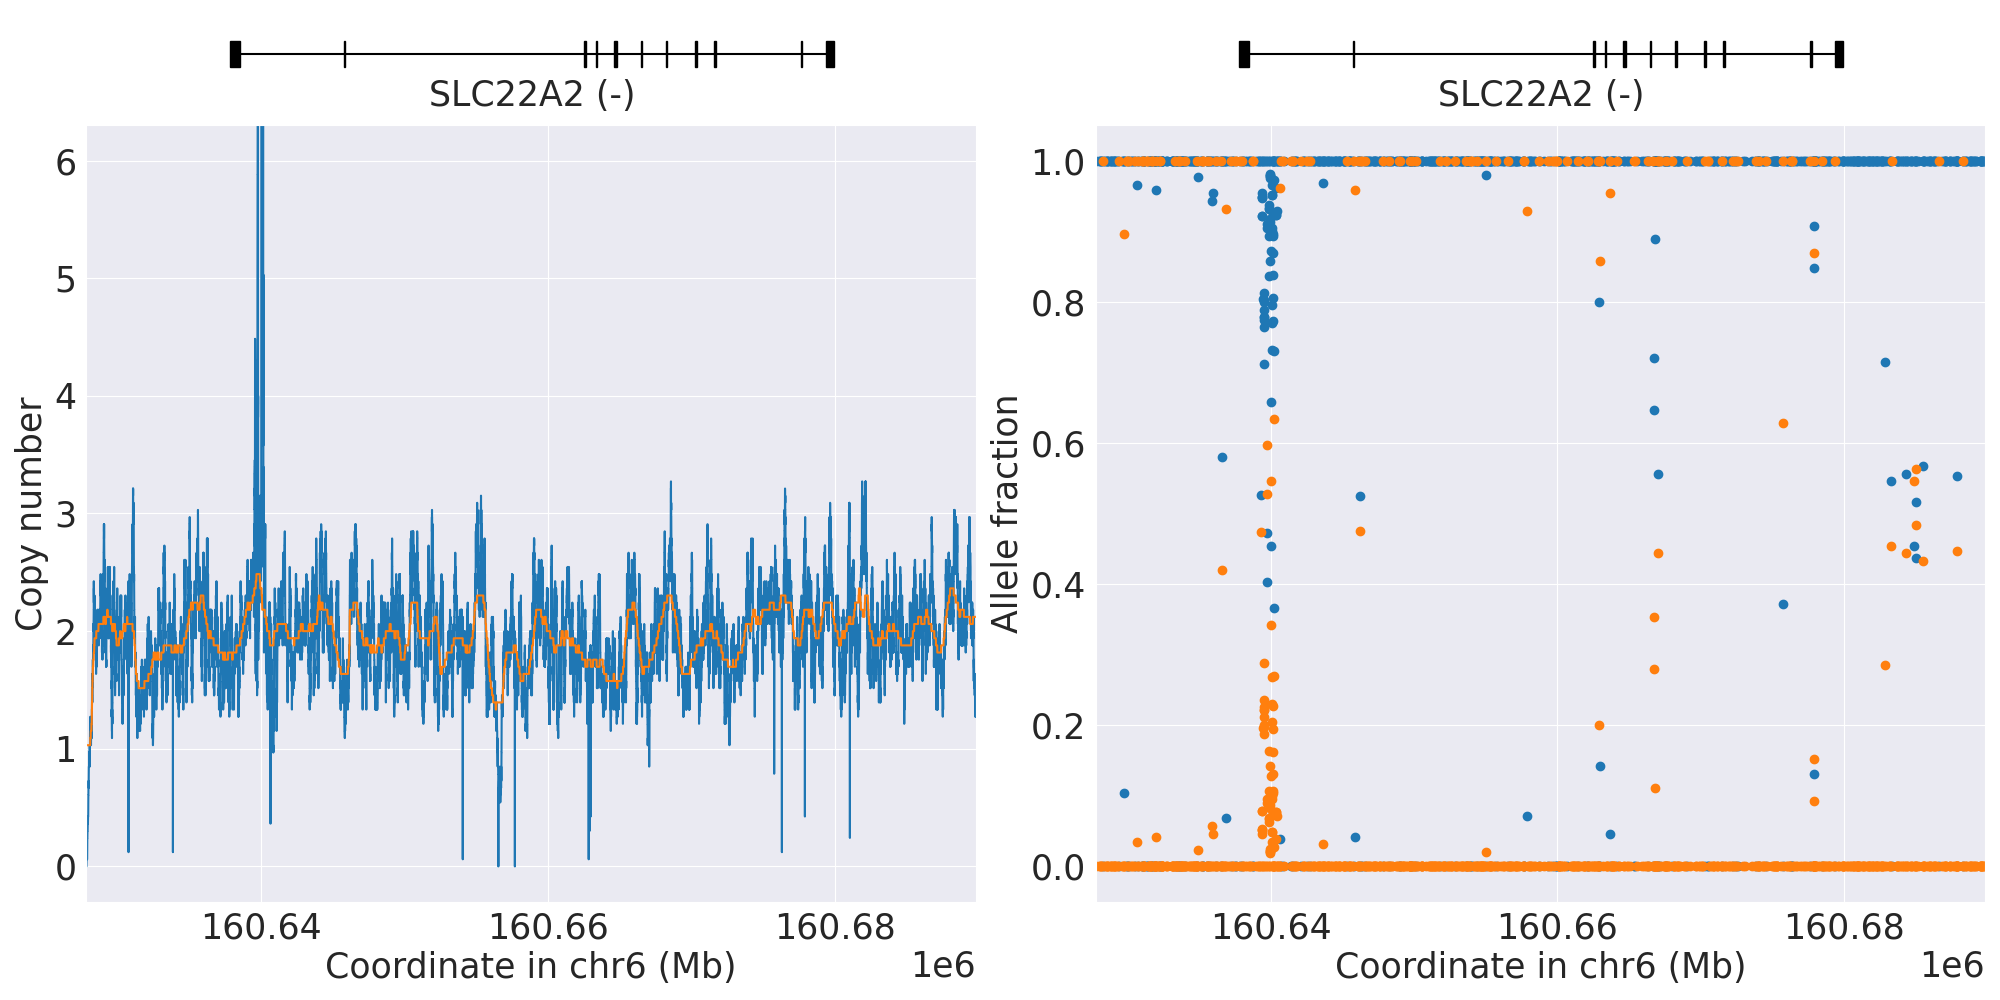 SLC22A2 (-)
Copy number
6
5
4
3
2
1
0
160.64 160.66 160.68
Coordinate in chr6 (Mb) 1e6
SLC22A2 (-)
Allele fraction
1.0
0.8
0.6
0.4
0.2
0.0
160.64 160.66 160.68
Coordinate in chr6 (Mb) 1e6